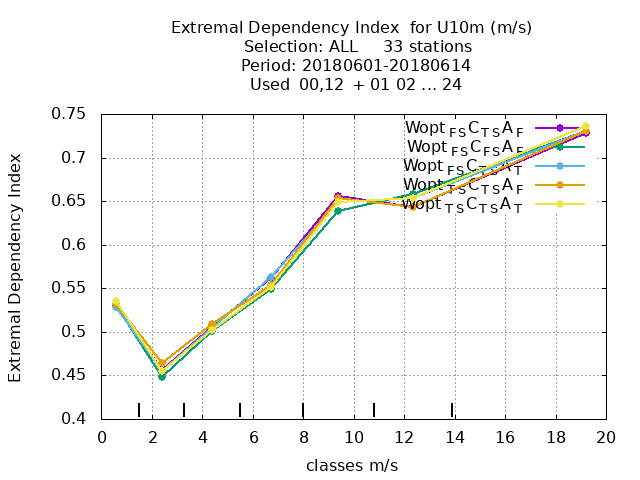 Extremal Dependency Index  for U10m (m/s)
Selection: ALL     33 stations
Period: 20180601-20180614
Used  00,12  + 01 02 ... 24
Extremal Dependency Index
0.75
0.7
0.65
0.6
0.55
0.5
0.45
0.4
Wopt FS C TS A F
Wopt FS C FS A F
Wopt FS C TS A T
Wopt TS C TS A F
Wopt TS C TS A T
0 2 4 6 8 10 12 14 16 18 20
classes m/s